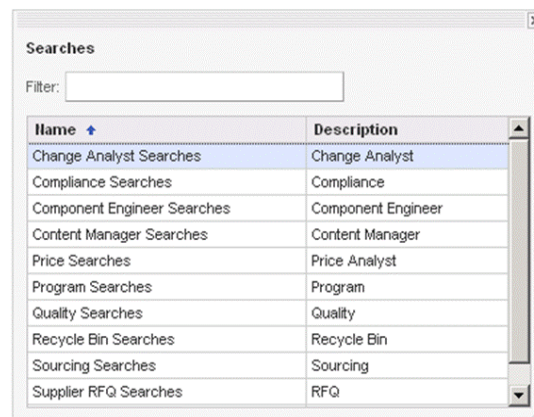 Searches
Filter:
Name Description
Change Analyst Searches Change Analyst
Compliance Searches Compliance
Component Engineer Searches Component Engineer
Content Manager Searches Content Manager
Price Searches Price Analyst
Program Searches Program
Quality Searches Quality
Recycle Bin Searches Recycle Bin
Sourcing Searches Sourcing
Supplier RFQ Searches RFQ